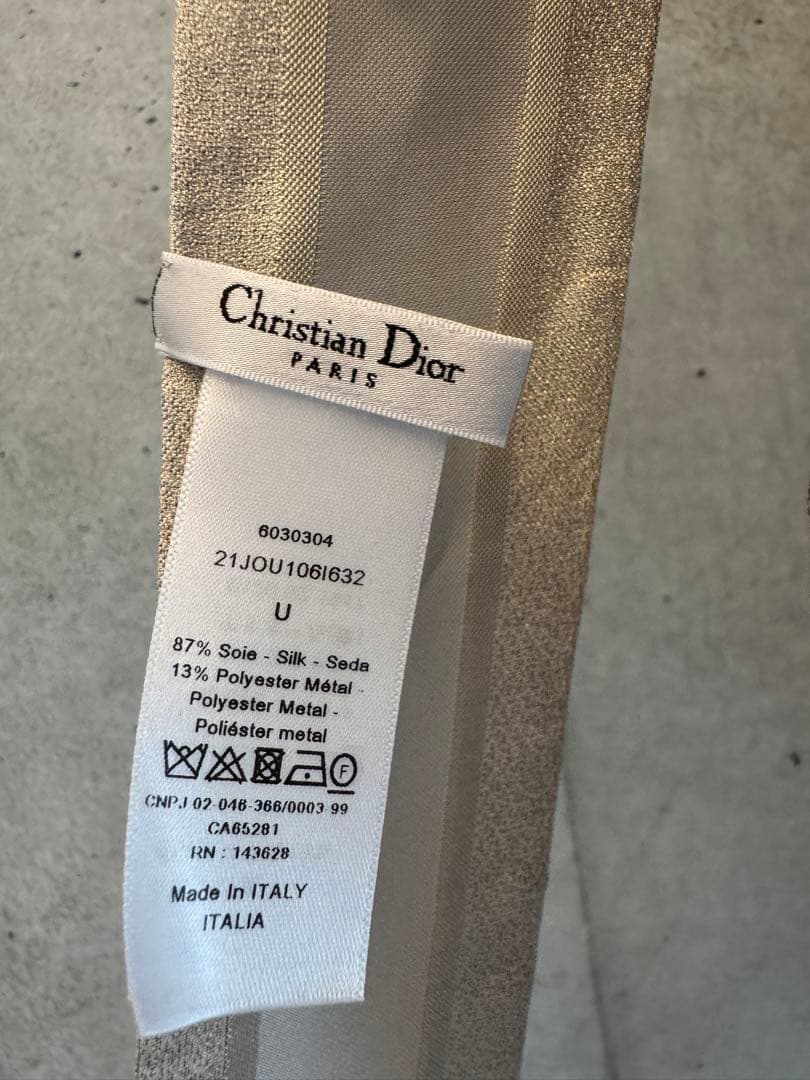 Christian Dior
PARIS
6030304
21JOU106I632
U
87% Soie - Silk - Seda
13% Polyester Métal -
Polyester Metal -
Poliéster metal
F
CNPJ 02-046-366/0003-99
CA65281
RN : 143628
Made In ITALY
ITALIA